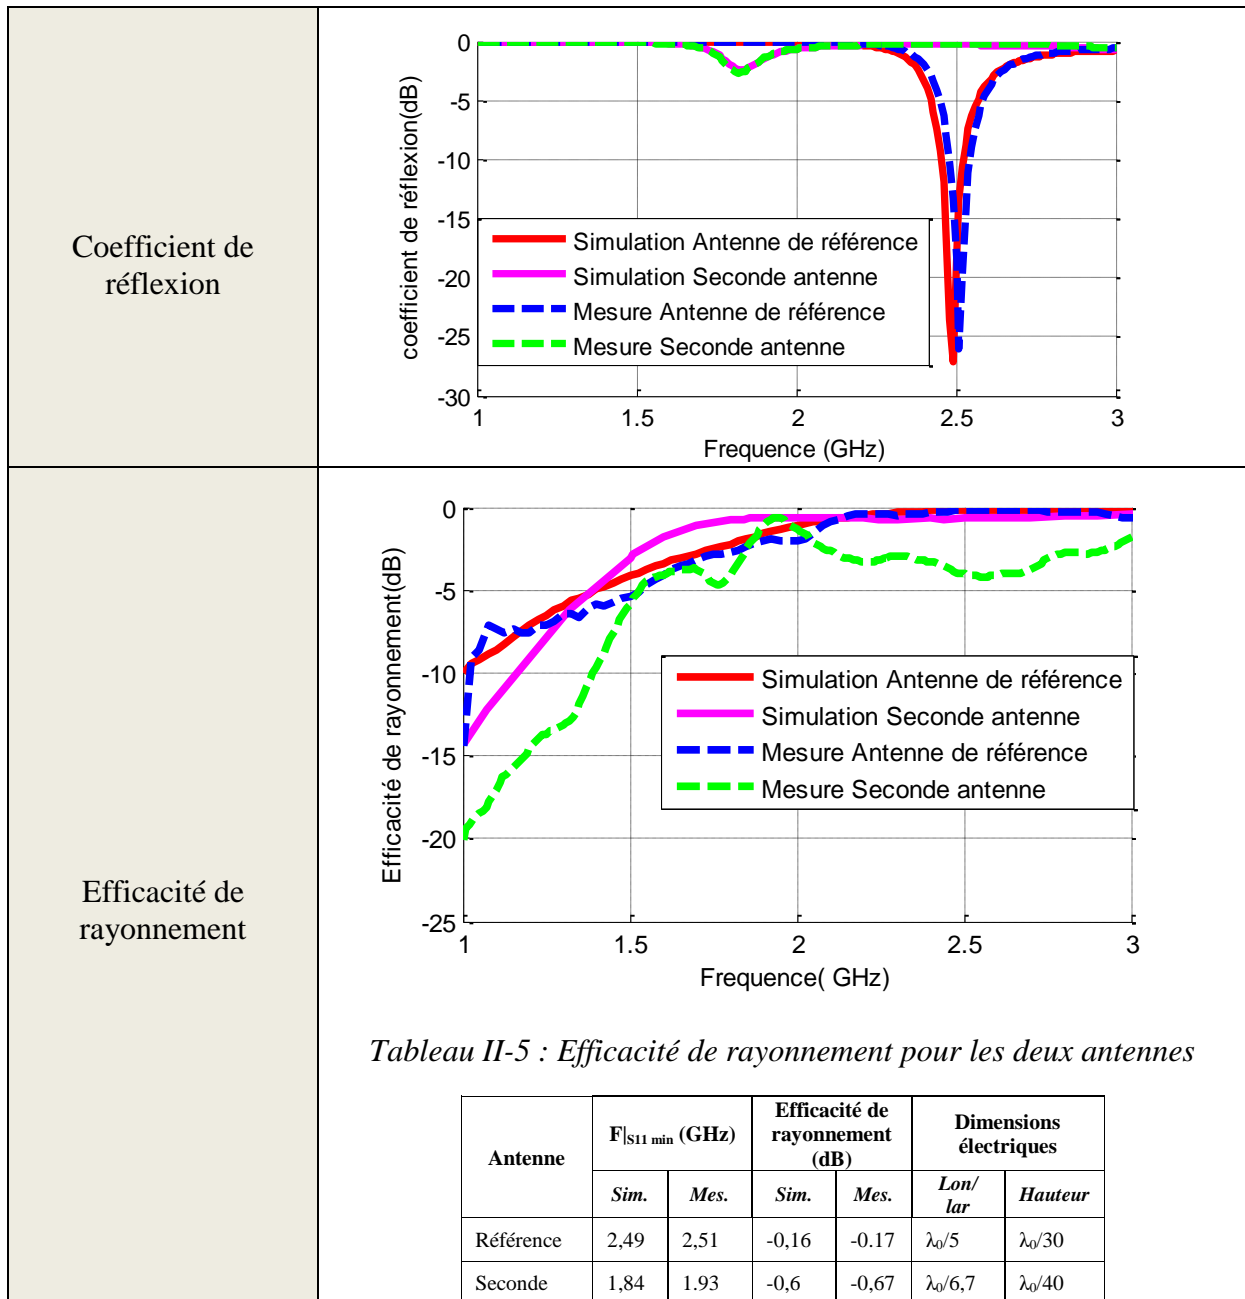 Coefficient de
réflexion
0
-5
-10
-15
-20
-25
-30
1
1.5
2
2.5
3
coefficient de réflexion(dB)
Frequence (GHz)
Simulation Antenne de référence
Simulation Seconde antenne
Mesure Antenne de référence
Mesure Seconde antenne
Efficacité de
rayonnement
0
-5
-10
-15
-20
-25
1
1.5
2
2.5
3
Efficacité de rayonnement(dB)
Frequence( GHz)
Simulation Antenne de référence
Simulation Seconde antenne
Mesure Antenne de référence
Mesure Seconde antenne
Tableau II-5 : Efficacité de rayonnement pour les deux antennes
Antenne
F|S11 min (GHz)
Efficacité de
rayonnement
(dB)
Dimensions
électriques
Sim. Mes. Sim. Mes. Lon/
lar
Hauteur
Référence 2,49 2,51 -0,16 -0.17 λ0/5 λ0/30
Seconde 1,84 1.93 -0,6 -0,67 λ0/6,7 λ0/40